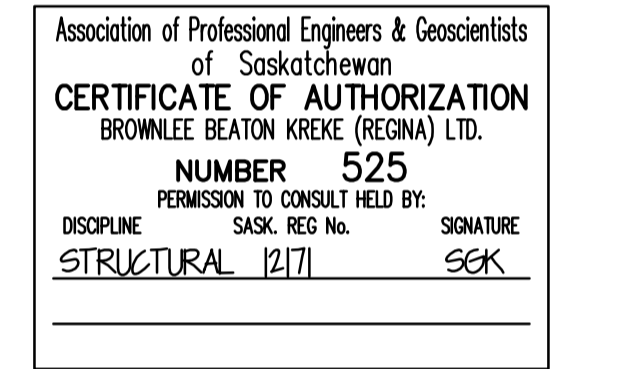 Association of Professional Engineers & Geoscientists
of Saskatchewan
CERTIFICATE OF AUTHORIZATION
BROWNLEE BEATON KREKE (REGINA) LTD.
NUMBER 525
PERMISSION TO CONSULT HELD BY:
DISCIPLINE SASK. REG No. SIGNATURE
STRUCTURAL 12171 SGK